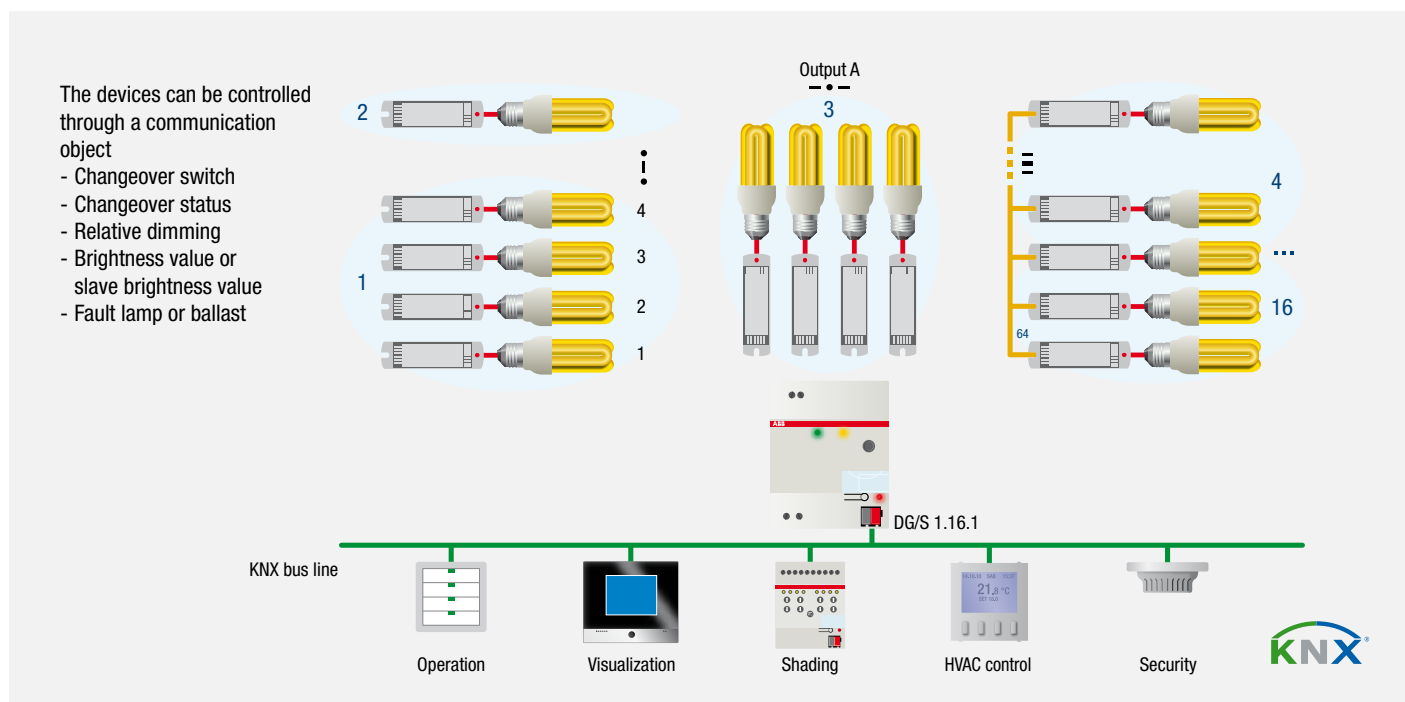 The devices can be controlled
through a communication
object
- Changeover switch
- Changeover status
- Relative dimming
- Brightness value or
slave brightness value
- Fault lamp or ballast
2
1
4
3
2
1
Output A
3
4
...
16
64
ABB
DG/S 1.16.1
KNX bus line
21,8 °C
Operation
Visualization
Shading
HVAC control
Security
KNX®